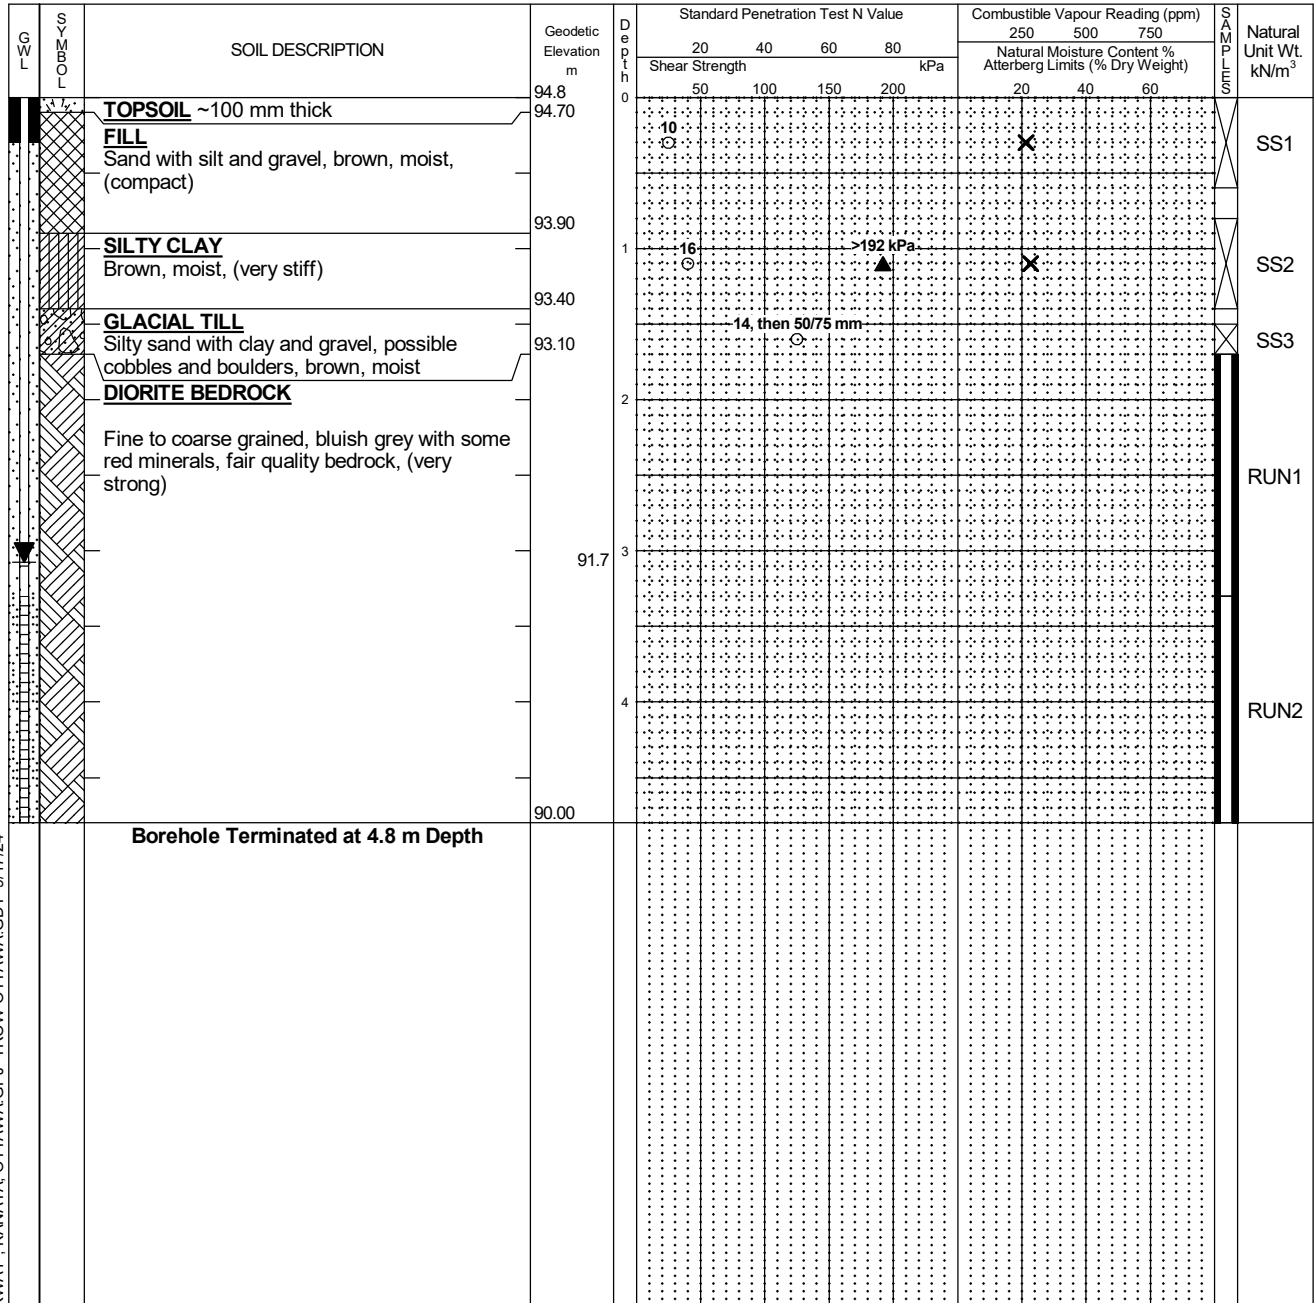 GWL
SYMBOL
SOIL DESCRIPTION
Geodetic
Elevation
m
Depth
Standard Penetration Test N Value
20 40 60 80
Shear Strength kPa
50 100 150 200
Combustible Vapour Reading (ppm)
250 500 750
Natural Moisture Content %
Atterberg Limits (% Dry Weight)
20 40 60
SAMPLES
Natural
Unit Wt.
kN/m³
94.8
0
TOPSOIL ~100 mm thick
94.70
FILL
Sand with silt and gravel, brown, moist,
(compact)
10
SS1
93.90
SILTY CLAY
Brown, moist, (very stiff)
1
16
>192 kPa
SS2
93.40
GLACIAL TILL
Silty sand with clay and gravel, possible
cobbles and boulders, brown, moist
14, then 50/75 mm
SS3
93.10
DIORITE BEDROCK
2
Fine to coarse grained, bluish grey with some
red minerals, fair quality bedrock, (very
strong)
RUN1
91.7
3
4
RUN2
90.00
Borehole Terminated at 4.8 m Depth